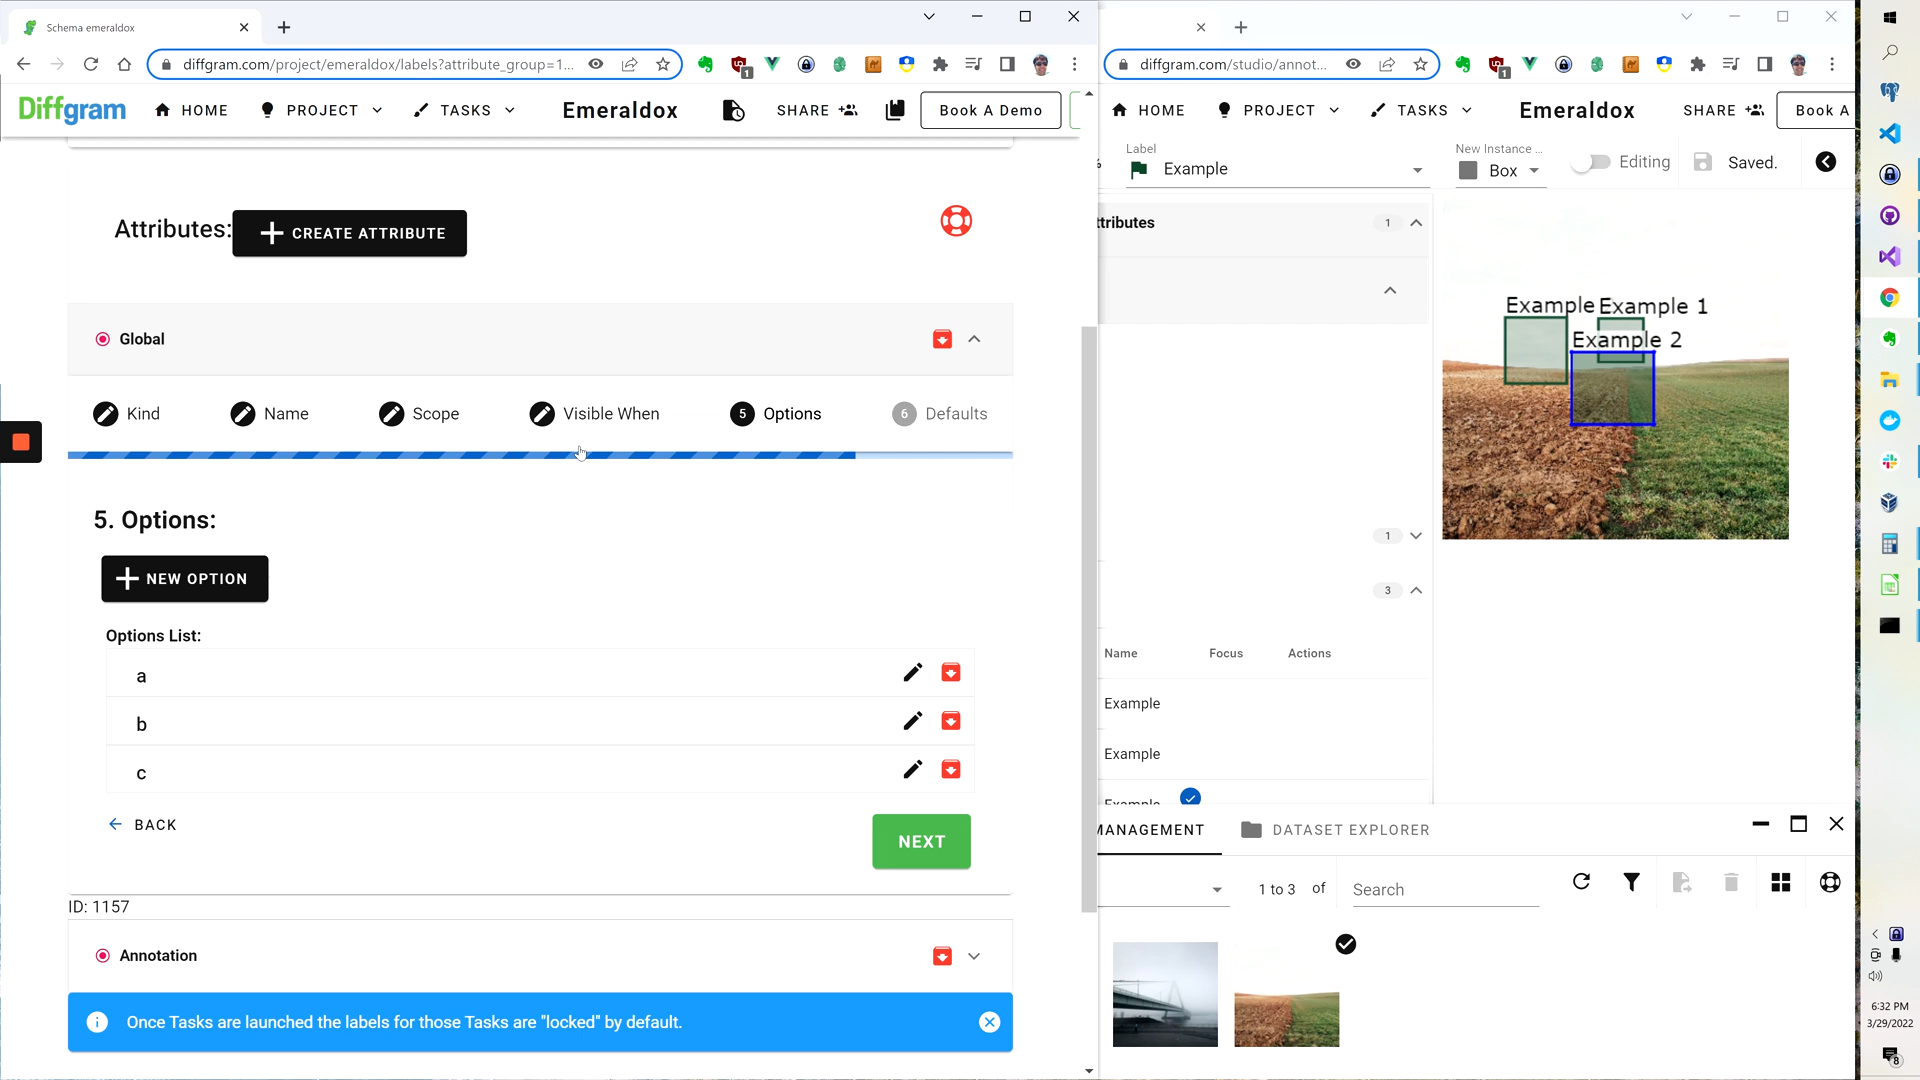 Schema emeraldox
diffgram.com/project/emeraldox/labels?attribute_group=1...
diffgram.com/studio/annot...
Diffgram
HOME
PROJECT
TASKS
Emeraldox
SHARE
Book A Demo
HOME
PROJECT
TASKS
Emeraldox
SHARE
Book A
Attributes:
CREATE ATTRIBUTE
Global
Kind
Name
Scope
Visible When
5 Options
6 Defaults
5. Options:
NEW OPTION
Options List:
a
b
c
BACK
NEXT
ID: 1157
Annotation
Once Tasks are launched the labels for those Tasks are "locked" by default.
%
Label
Example
New Instance ...
Box
Editing
Saved.
ttributes
1
1
3
Name
Focus
Actions
Example
Example
Example
Example
Example 1
Example 2
MANAGEMENT
DATASET EXPLORER
1 to 3 of
Search
6:32 PM
3/29/2022
8